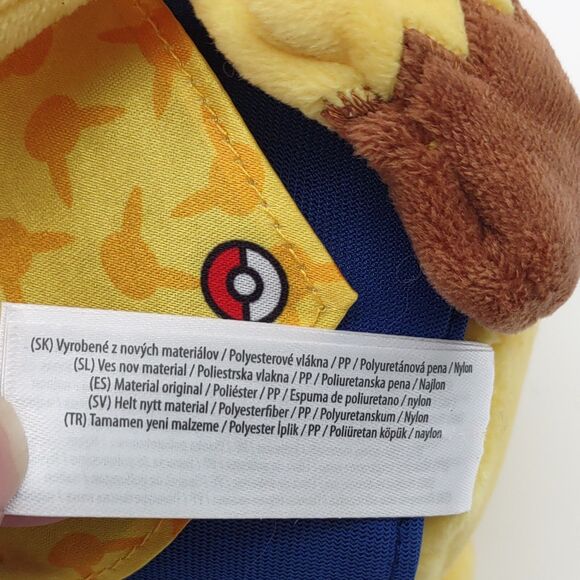 (SK) Vyrobené z nových materiálov / Polyesterové vlákna / PP / Polyuretánová pena / Nylon
(SL) Ves nov material / Poliestrska vlakna / PP / Poliuretanska pena / Najlon
(ES) Material original / Poliéster / PP / Espuma de poliuretano / nylon
(SV) Helt nytt material / Polyesterfiber / PP / Polyuretanskum / Nylon
(TR) Tamamen yeni malzeme / Polyester İplik / PP / Poliüretan köpük / naylon